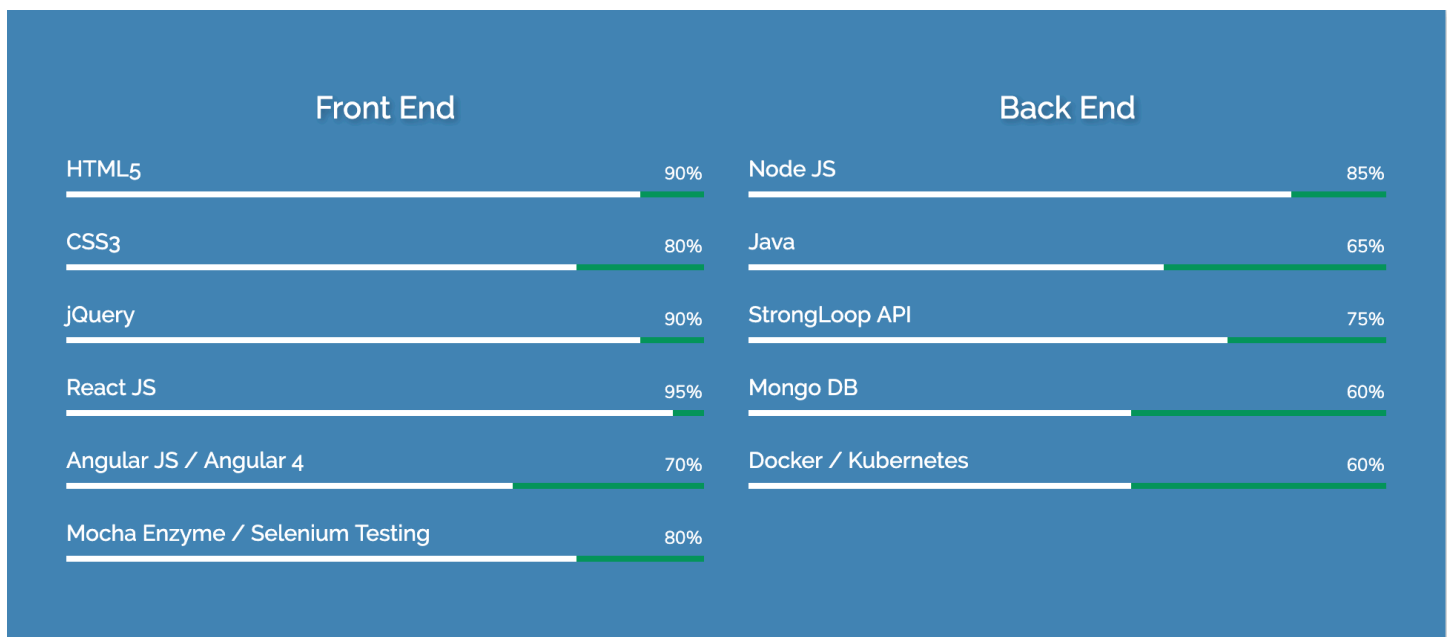 Front End
HTML5 90%
CSS3 80%
jQuery 90%
React JS 95%
Angular JS / Angular 4 70%
Mocha Enzyme / Selenium Testing 80%
Back End
Node JS 85%
Java 65%
StrongLoop API 75%
Mongo DB 60%
Docker / Kubernetes 60%